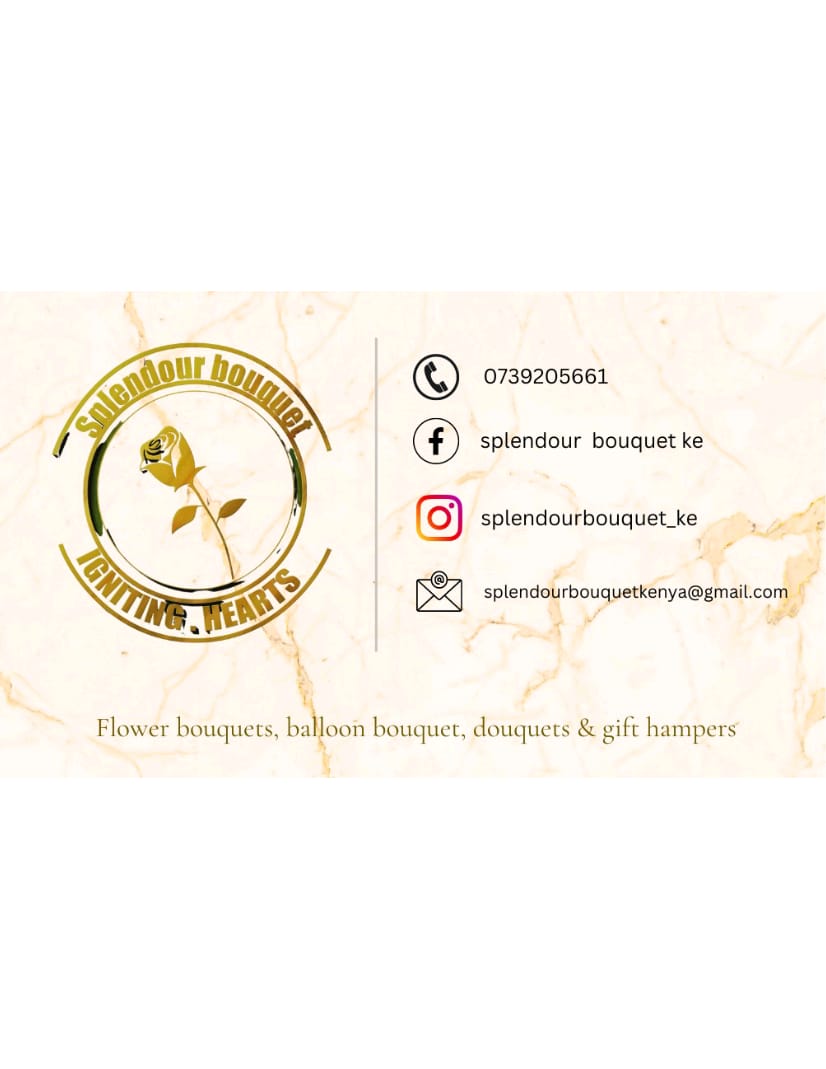 Splendour bouquet
IGNITING . HEARTS
0739205661
splendour bouquet ke
splendourbouquet_ke
splendourbouquetkenya@gmail.com
Flower bouquets, balloon bouquet, douquets & gift hampers